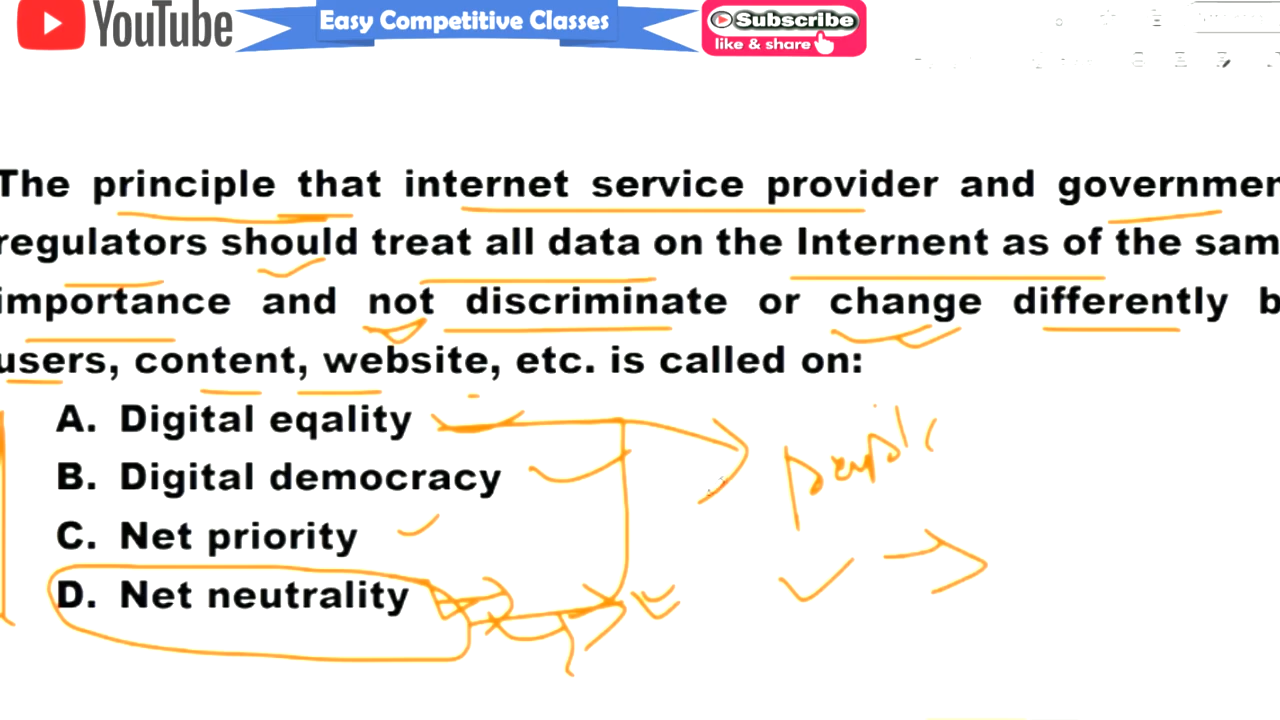 YouTube
Easy Competitive Classes
Subscribe
like & share
The principle that internet service provider and governmen
regulators should treat all data on the Internent as of the sam
importance and not discriminate or change differently b
users, content, website, etc. is called on:
A. Digital eqality
B. Digital democracy
C. Net priority
D. Net neutrality